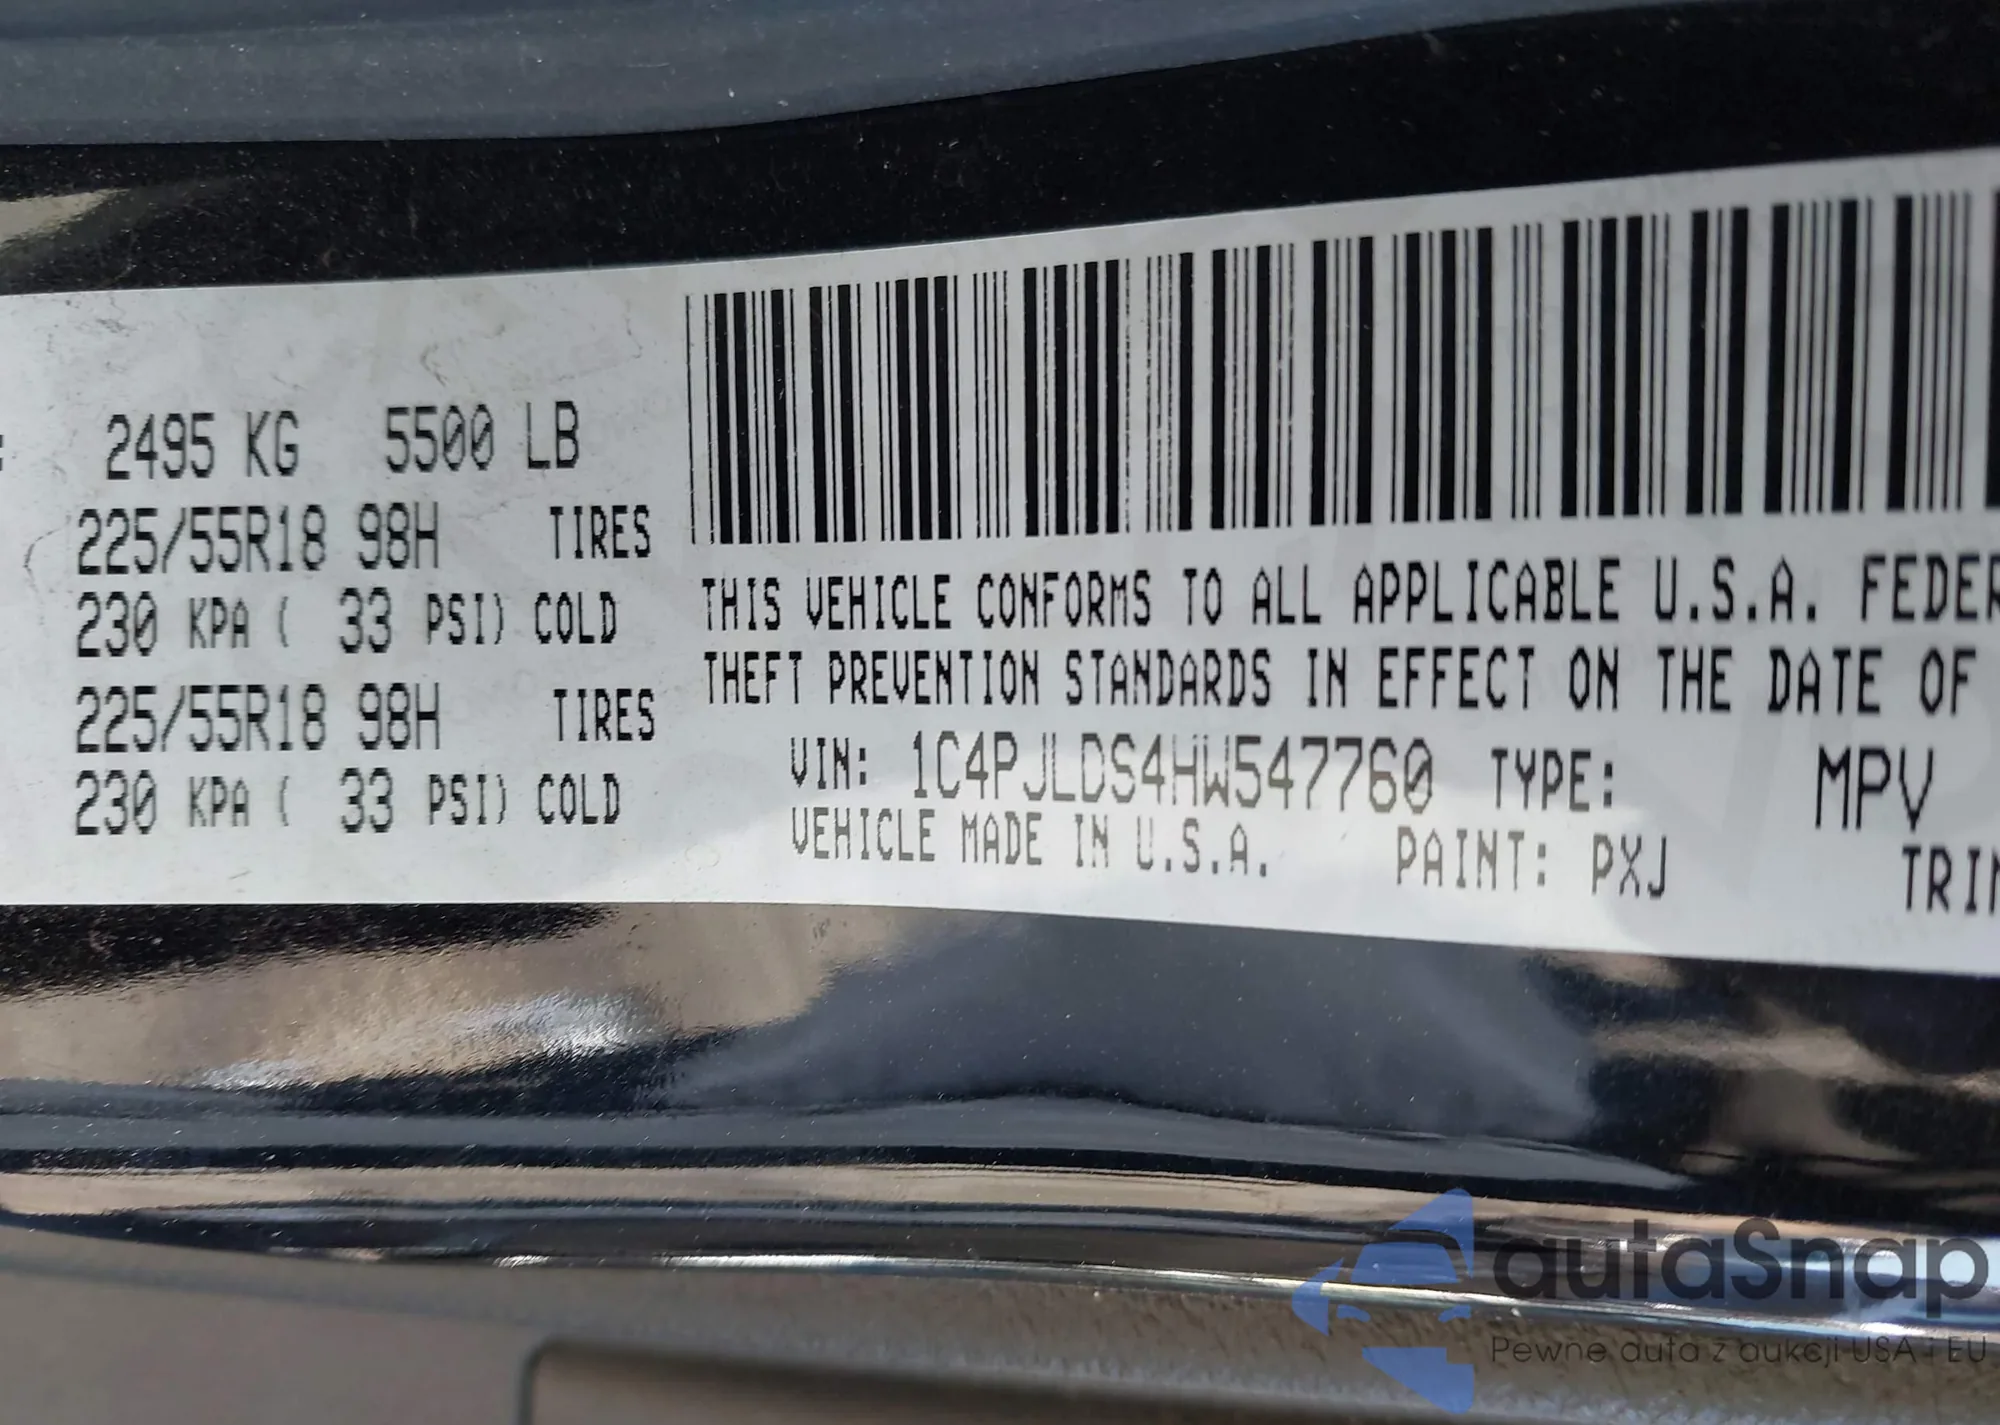 : 2495 KG 5500 LB
225/55R18 98H TIRES
230 KPA ( 33 PSI) COLD
225/55R18 98H TIRES
230 KPA ( 33 PSI) COLD
THIS VEHICLE CONFORMS TO ALL APPLICABLE U.S.A. FEDER
THEFT PREVENTION STANDARDS IN EFFECT ON THE DATE OF
VIN: 1C4PJLDS4HW547760 TYPE: MPV
VEHICLE MADE IN U.S.A. PAINT: PXJ TRIM
autaSnap
Pewne auta z aukcji USA i EU